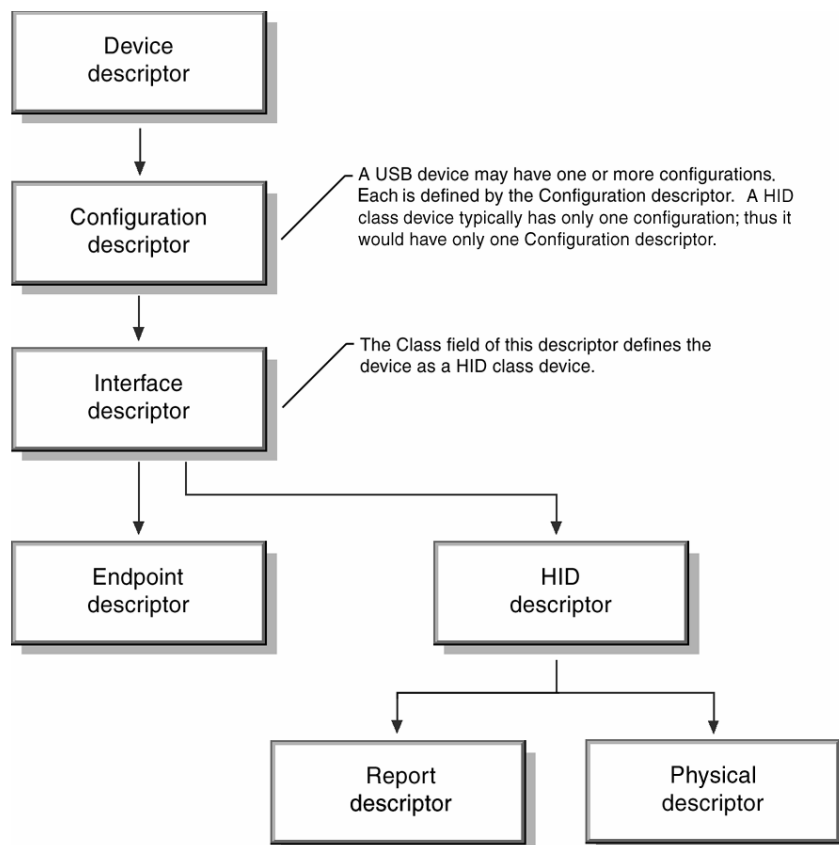 Device
descriptor
A USB device may have one or more configurations.
Each is defined by the Configuration descriptor. A HID
class device typically has only one configuration; thus it
would have only one Configuration descriptor.
Configuration
descriptor
The Class field of this descriptor defines the
device as a HID class device.
Interface
descriptor
Endpoint
descriptor
HID
descriptor
Report
descriptor
Physical
descriptor